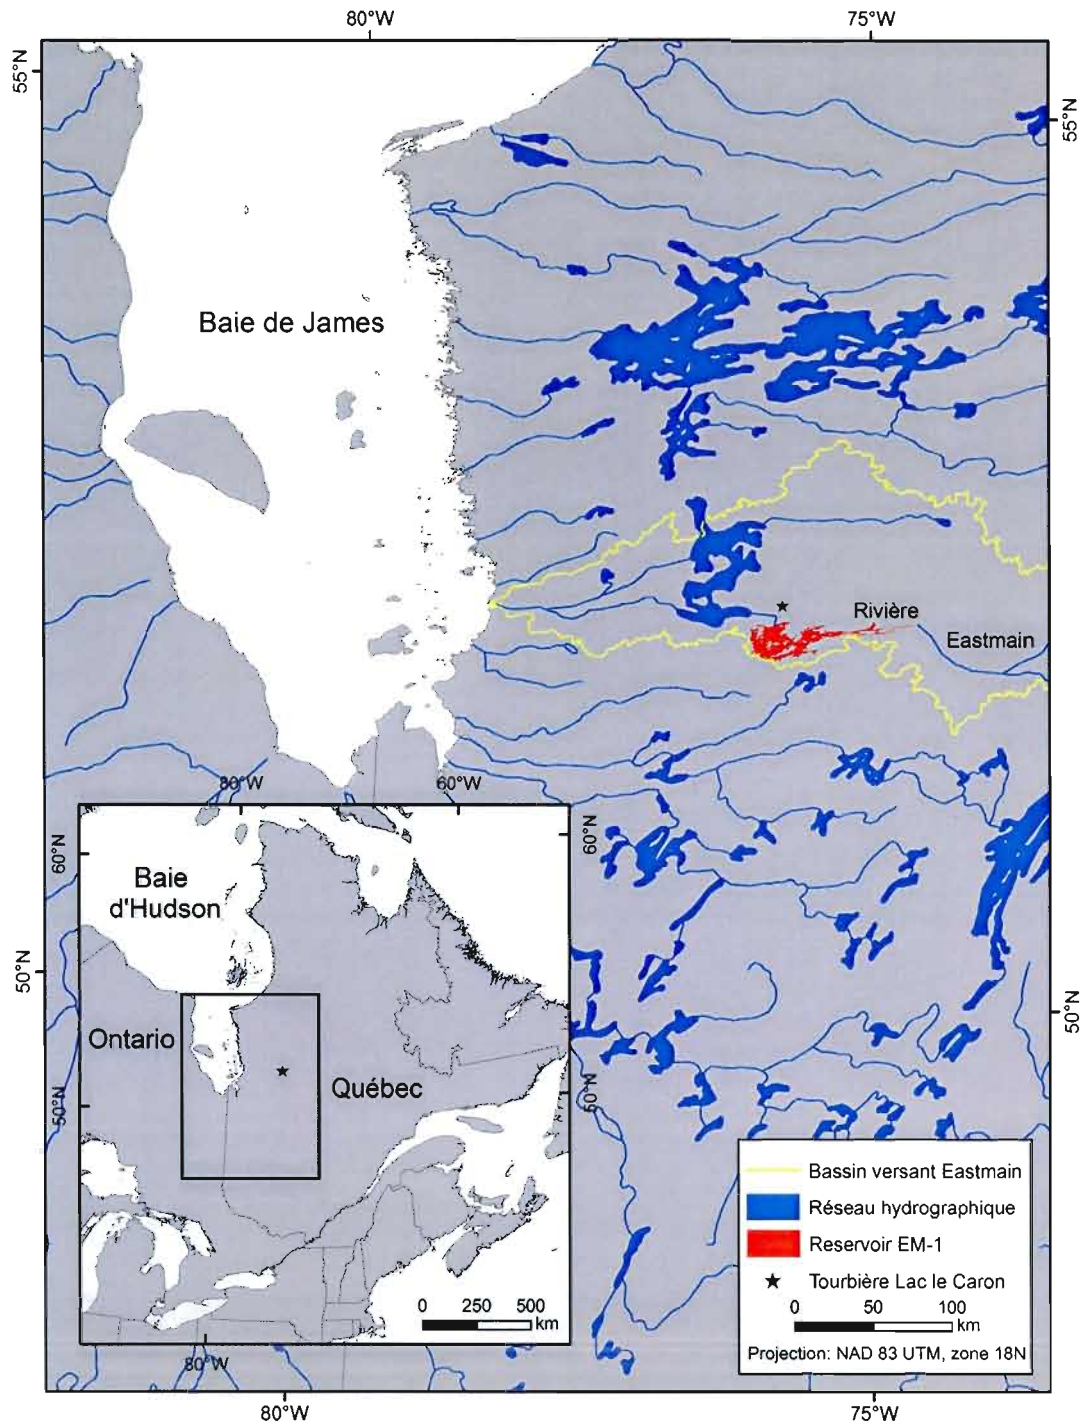 80°W
75°W
55°N
55°N
Baie de James
Rivière
Eastmain
80°W
60°W
60°N
60°N
Baie
d'Hudson
50°N
50°N
Ontario
Québec
50°N
50°N
0 250 500
km
80°W
Bassin versant Eastmain
Réseau hydrographique
Reservoir EM-1
Tourbière Lac le Caron
0 50 100
km
Projection: NAD 83 UTM, zone 18N
80°W
75°W